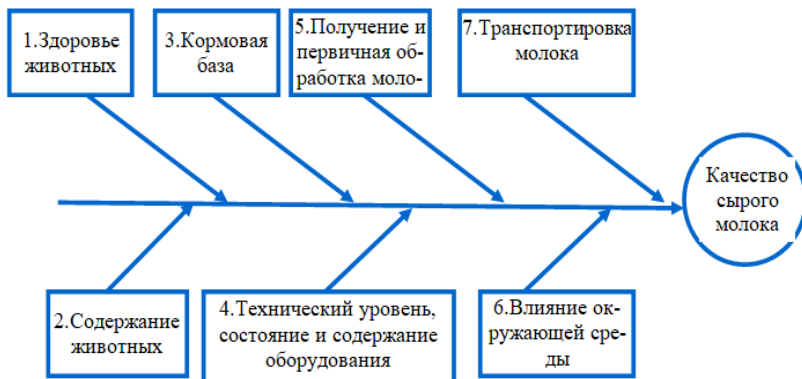 1.Здоровье
животных
3.Кормовая
база
5.Получение и
первичная об-
работка моло-
7.Транспортировка
молока
Качество
сырого
молока
2.Содержание
животных
4.Технический уровень,
состояние и содержание
оборудования
6.Влияние ок-
ружающей сре-
ды